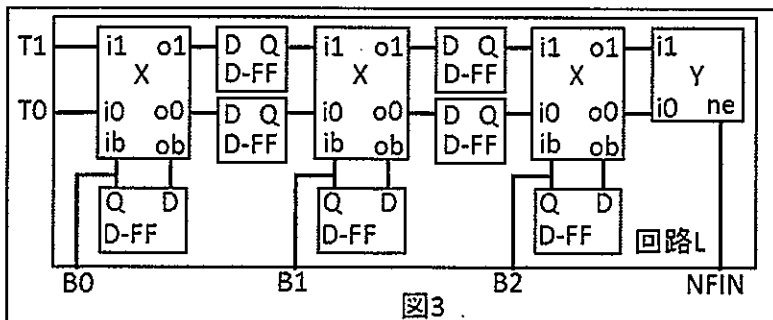 T1 i1 o1 D Q i1 o1 D Q i1 o1 i1
X D-FF X D-FF X Y
T0 i0 o0 D Q i0 o0 D Q i0 o0 i0 ne
ib ob D-FF ib ob D-FF ib ob
Q D Q D Q D
D-FF D-FF D-FF 回路L
B0 B1 B2 NFIN
図3